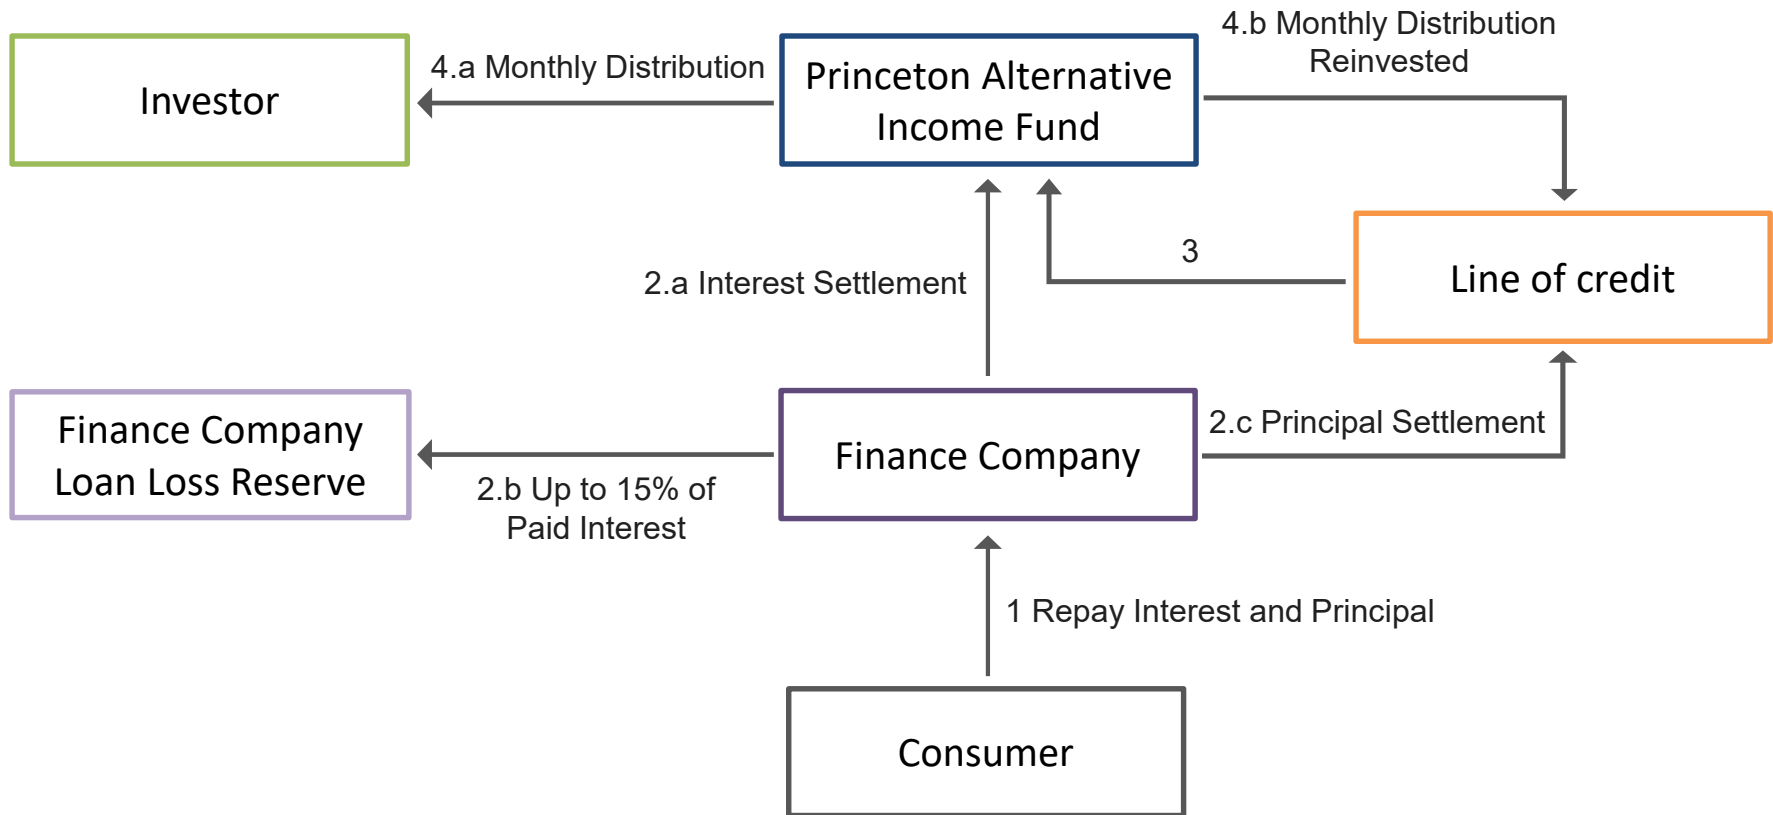 4.b Monthly Distribution
Reinvested
Investor
4.a Monthly Distribution
Princeton Alternative
Income Fund
3
2.a Interest Settlement
Line of credit
Finance Company
Loan Loss Reserve
2.b Up to 15% of
Paid Interest
Finance Company
2.c Principal Settlement
1 Repay Interest and Principal
Consumer